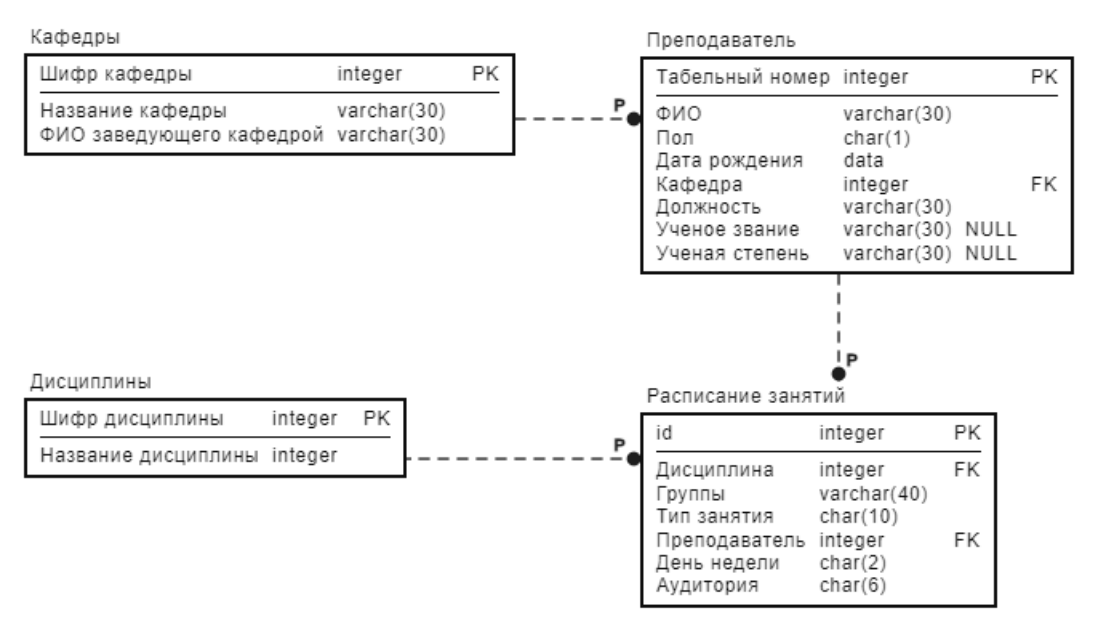 Кафедры
Шифр кафедры integer PK
Название кафедры varchar(30)
ФИО заведующего кафедрой varchar(30)
P
Преподаватель
Табельный номер integer PK
ФИО varchar(30)
Пол char(1)
Дата рождения data
Кафедра integer FK
Должность varchar(30)
Ученое звание varchar(30) NULL
Ученая степень varchar(30) NULL
P
Дисциплины
Шифр дисциплины integer PK
Название дисциплины integer
P
Расписание занятий
id integer PK
Дисциплина integer FK
Группы varchar(40)
Тип занятия char(10)
Преподаватель integer FK
День недели char(2)
Аудитория char(6)